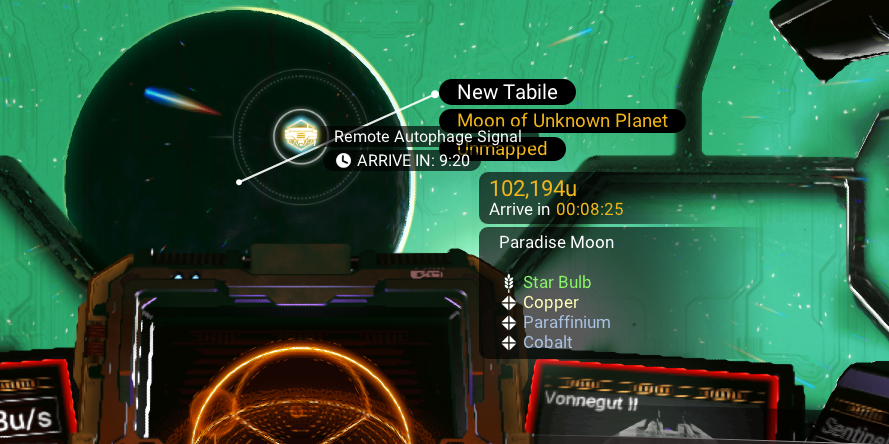 New Tabile
Moon of Unknown Planet
Remote Autophage Signal
Unmapped
ARRIVE IN: 9:20
102,194u
Arrive in 00:08:25
Paradise Moon
Star Bulb
Copper
Paraffinium
Cobalt
Bu/s
Vonnegut II
Sentin